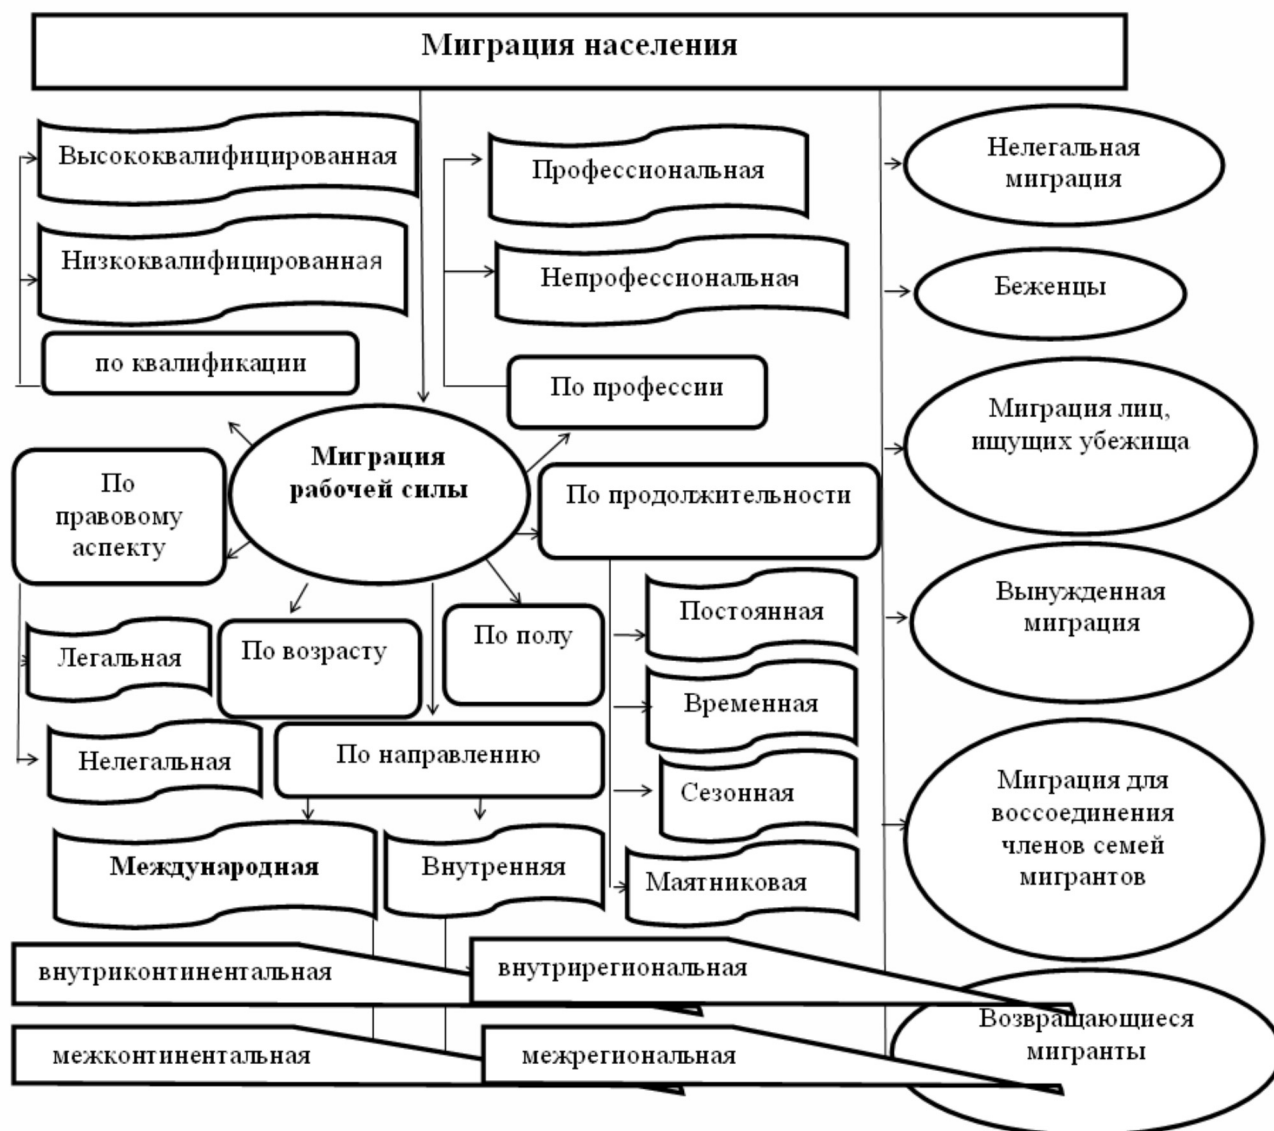 Миграция населения
Высококвалифицированная
Низкоквалифицированная
по квалификации
Профессиональная
Непрофессиональная
По профессии
Миграция
рабочей силы
По
правовому
аспекту
Легальная
Нелегальная
По возрасту
По полу
По направлению
Международная
Внутренняя
По продолжительности
Постоянная
Временная
Сезонная
Маятниковая
внутриконтинентальная
внутрирегиональная
межконтинентальная
межрегиональная
Нелегальная
миграция
Беженцы
Миграция лиц,
ищущих убежища
Вынужденная
миграция
Миграция для
воссоединения
членов семей
мигрантов
Возвращающиеся
мигранты